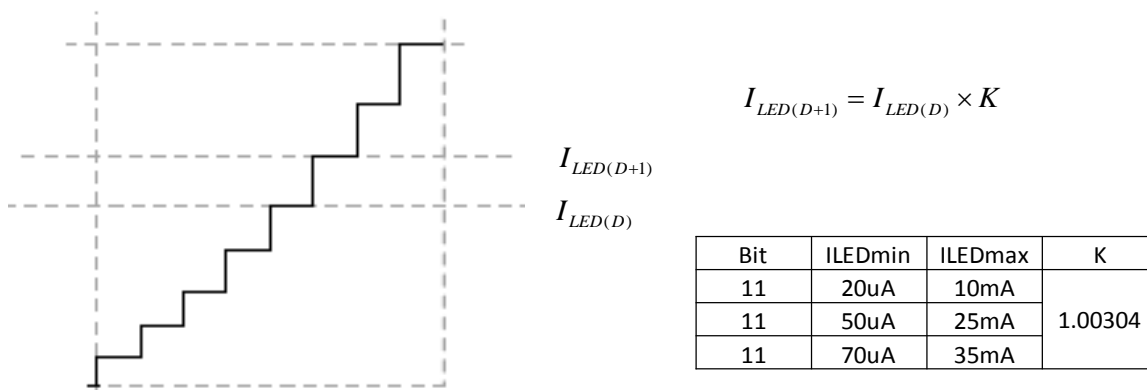 I_LED(D+1) = I_LED(D) × K
I_LED(D+1)
I_LED(D)
Bit ILEDmin ILEDmax K
11 20uA 10mA
11 50uA 25mA 1.00304
11 70uA 35mA